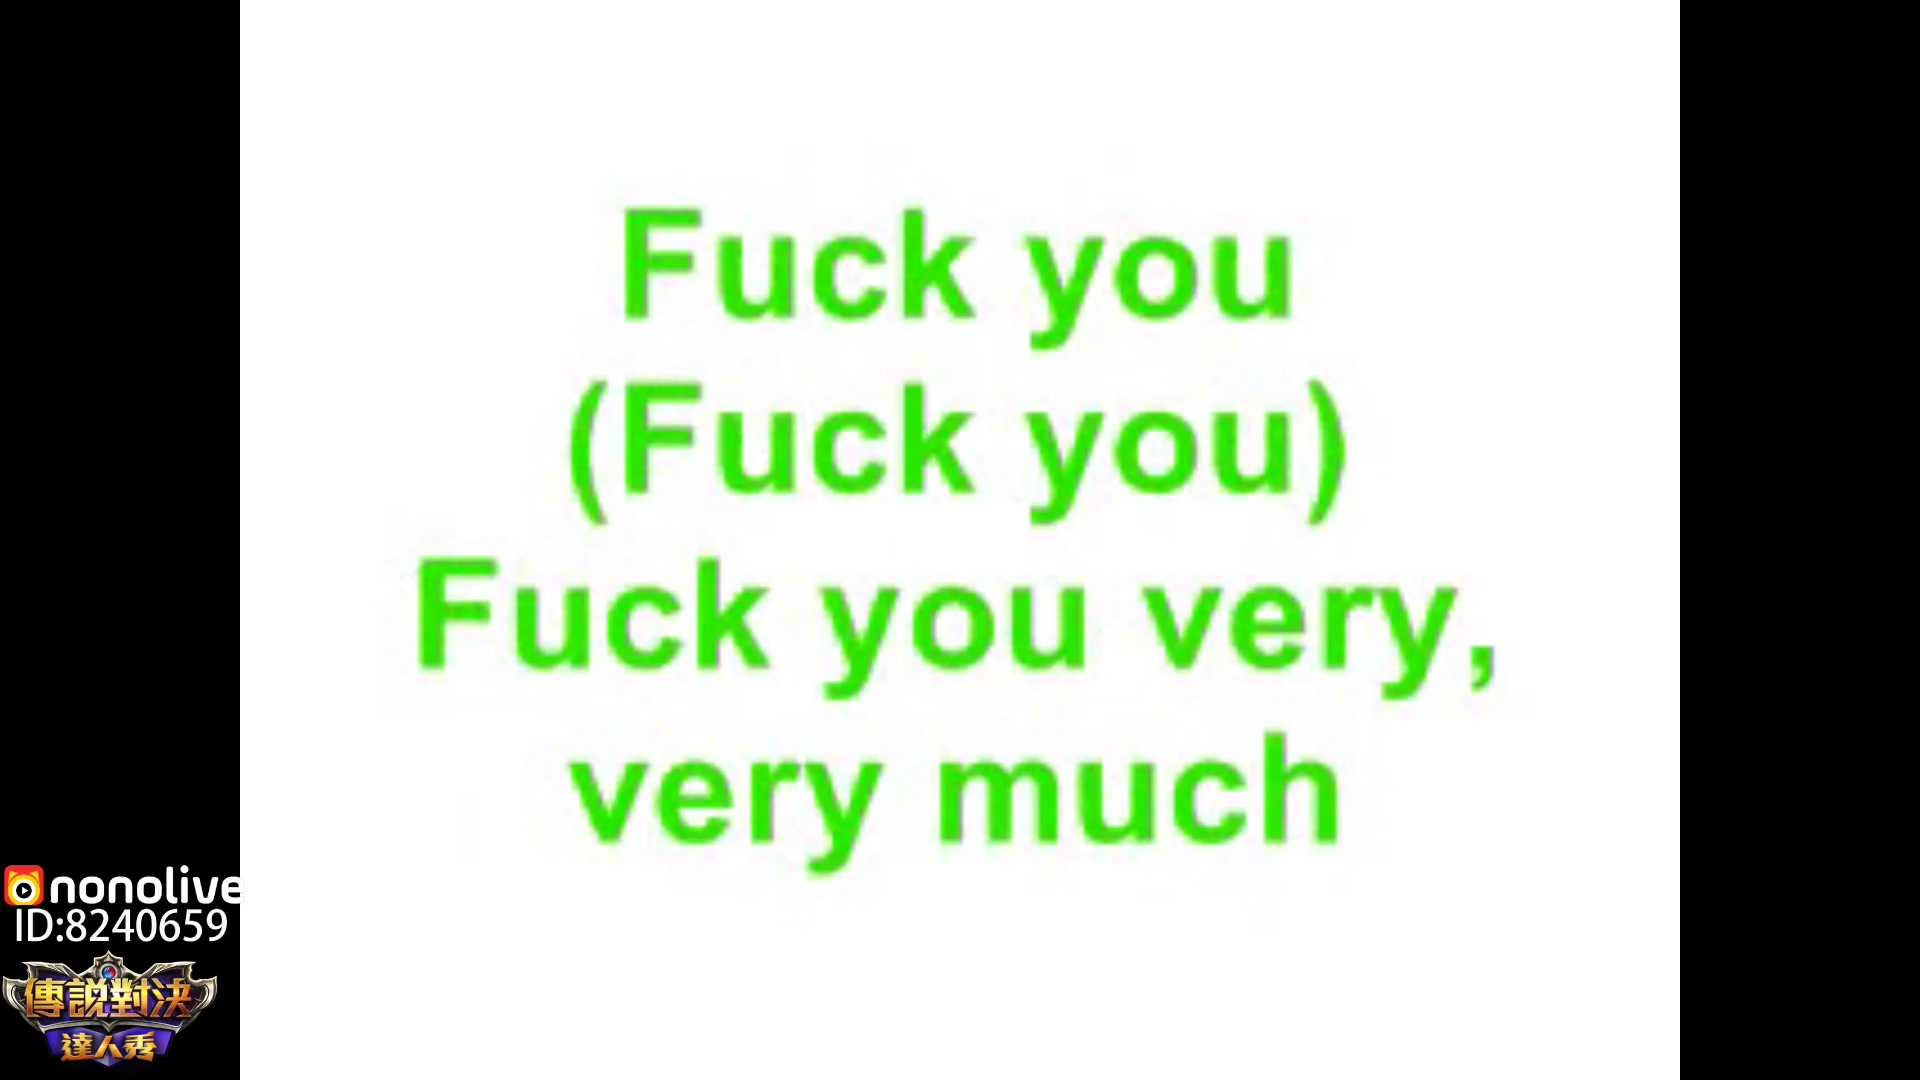 Fuck you
(Fuck you)
Fuck you very,
very much
nonolive
ID:8240659
傳說對決
達人秀